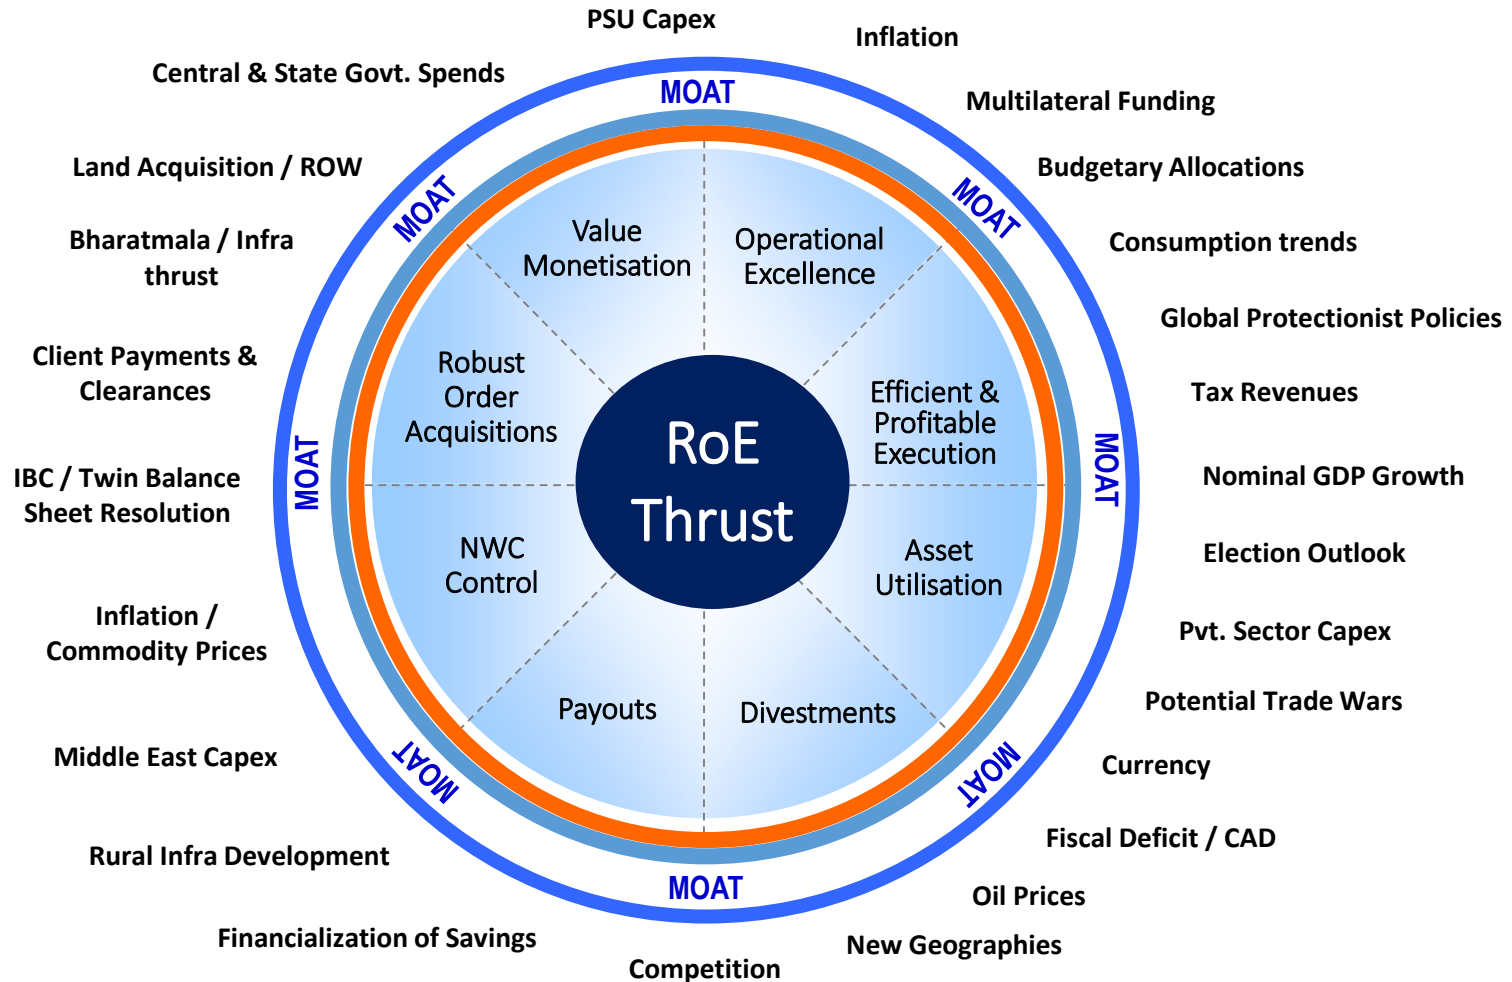 PSU Capex
Inflation
Central & State Govt. Spends
MOAT
Multilateral Funding
Land Acquisition / ROW
Budgetary Allocations
MOAT
MOAT
Bharatmala / Infra
thrust
Value
Monetisation
Operational
Excellence
Consumption trends
Global Protectionist Policies
Client Payments &
Clearances
Robust
Order
Acquisitions
Efficient &
Profitable
Execution
Tax Revenues
RoE
Thrust
MOAT
MOAT
IBC / Twin Balance
Sheet Resolution
Nominal GDP Growth
NWC
Control
Asset
Utilisation
Election Outlook
Inflation /
Commodity Prices
Pvt. Sector Capex
Payouts
Divestments
Potential Trade Wars
Middle East Capex
MOAT
MOAT
Currency
Rural Infra Development
Fiscal Deficit / CAD
MOAT
Oil Prices
Financialization of Savings
New Geographies
Competition